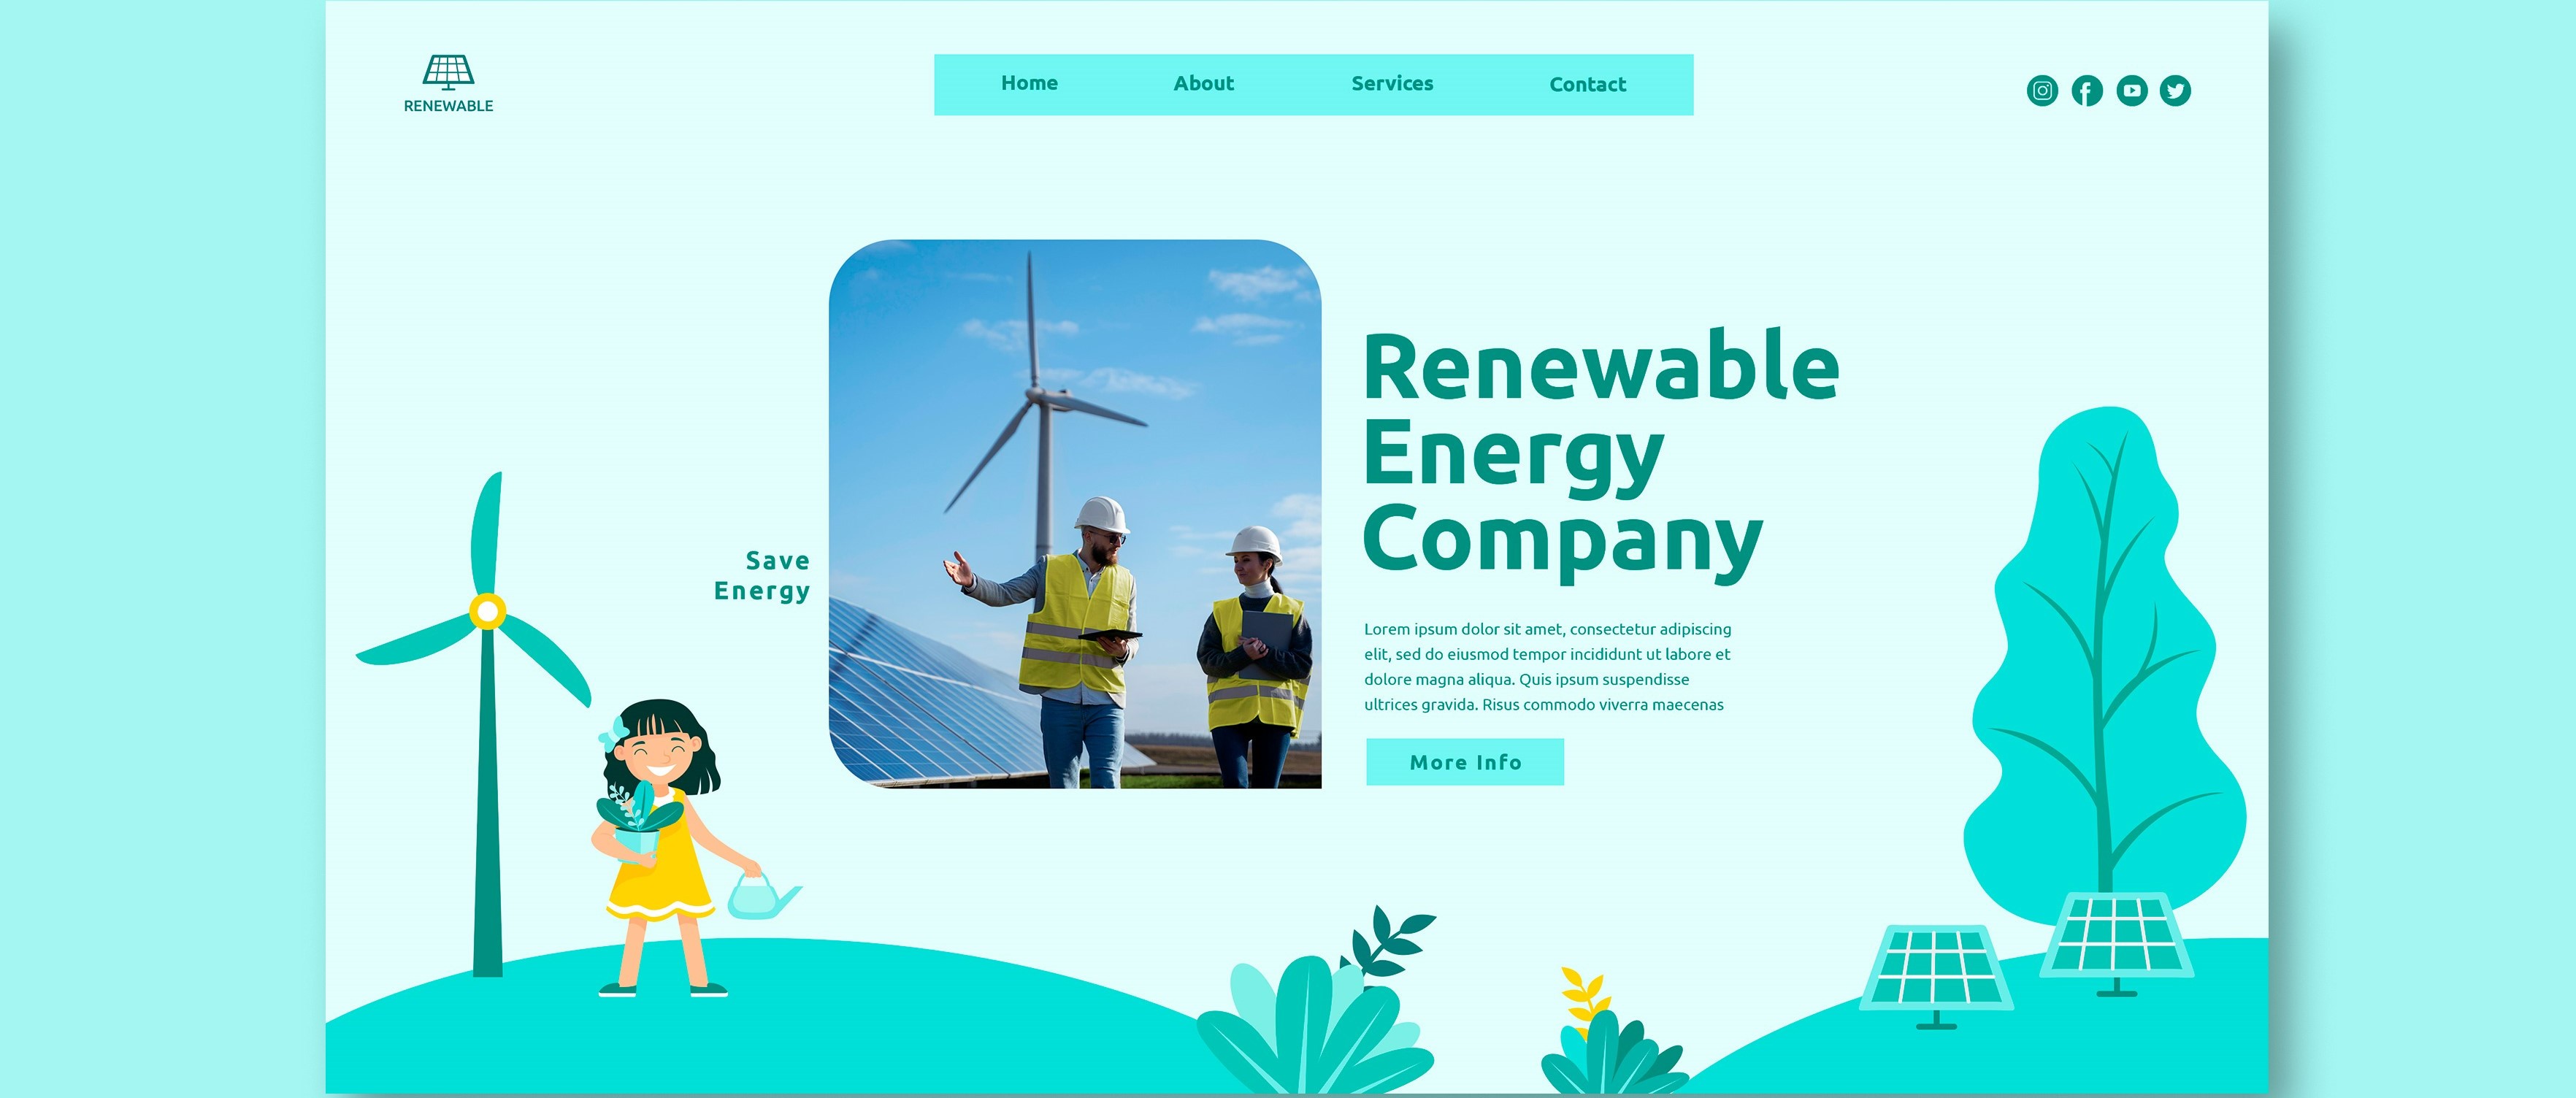 RENEWABLE
Home
About
Services
Contact
Save
Energy
Renewable
Energy
Company
Lorem ipsum dolor sit amet, consectetur adipiscing
elit, sed do eiusmod tempor incididunt ut labore et
dolore magna aliqua. Quis ipsum suspendisse
ultrices gravida. Risus commodo viverra maecenas
More Info